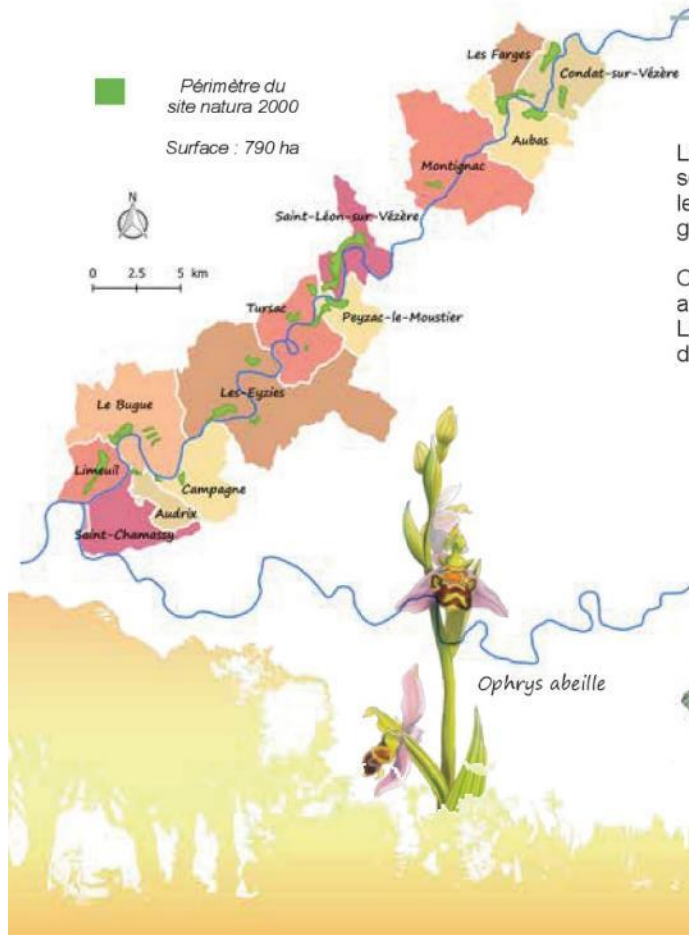 Les Farges
Condat-sur-Vézère
Périmètre du
site natura 2000
Surface : 790 ha
Aubas
Montignac
N
Saint-Léon-sur-Vézère
0 2.5 5 km
Tursac
Peyzac-le-Moustier
Les-Eyzies
Le Bugue
Limeuil
Campagne
Audrix
Saint-Chamassy
Ophrys abeille